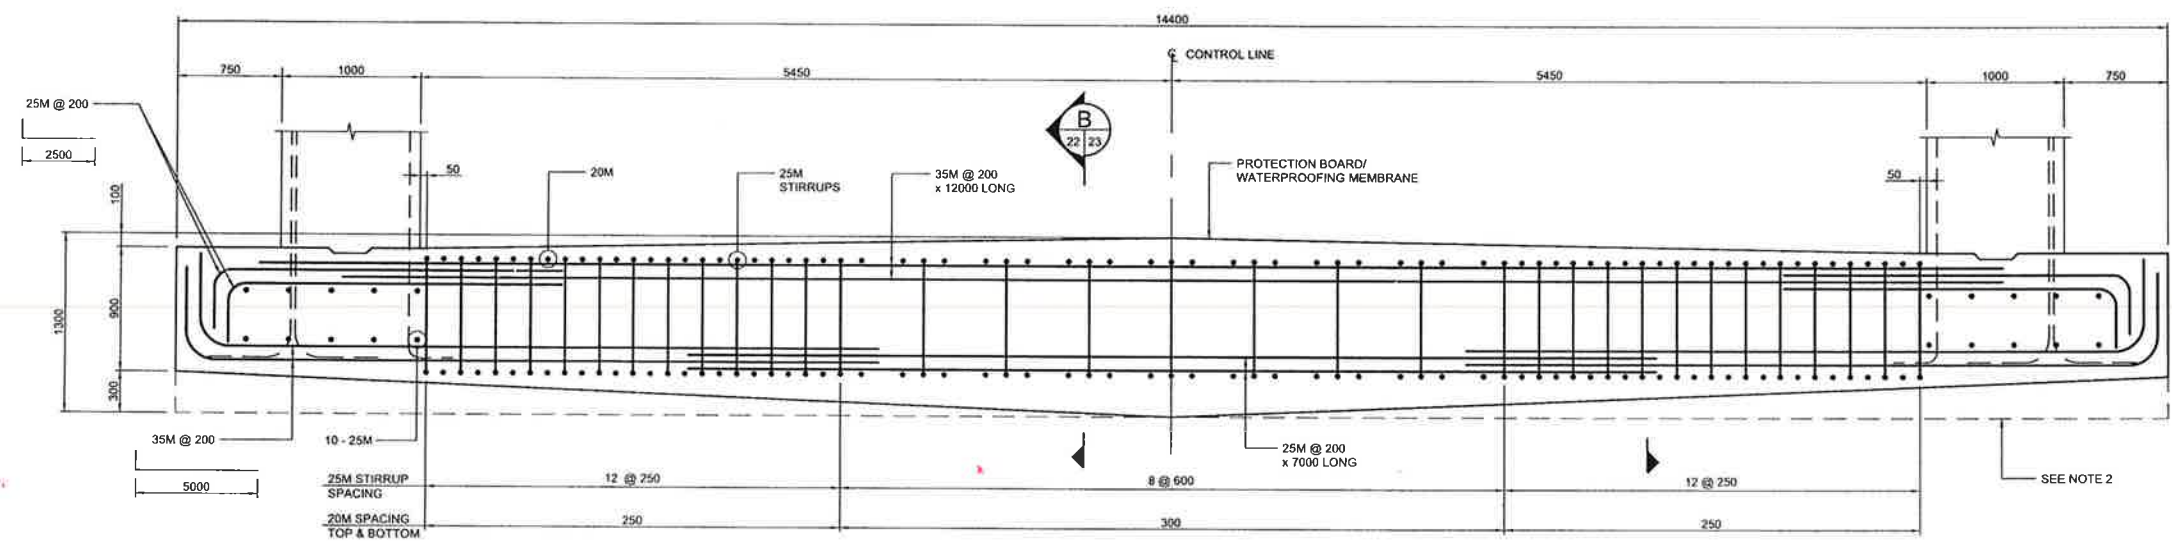 14400
℄ CONTROL LINE
750
1000
5450
5450
1000
750
25M @ 200
2500
B
22 23
50
20M
25M
STIRRUPS
35M @ 200
x 12000 LONG
PROTECTION BOARD/
WATERPROOFING MEMBRANE
50
100
1300
900
300
35M @ 200
5000
10 - 25M
25M @ 200
x 7000 LONG
SEE NOTE 2
25M STIRRUP
SPACING
12 @ 250
8 @ 600
12 @ 250
20M SPACING
TOP & BOTTOM
250
300
250